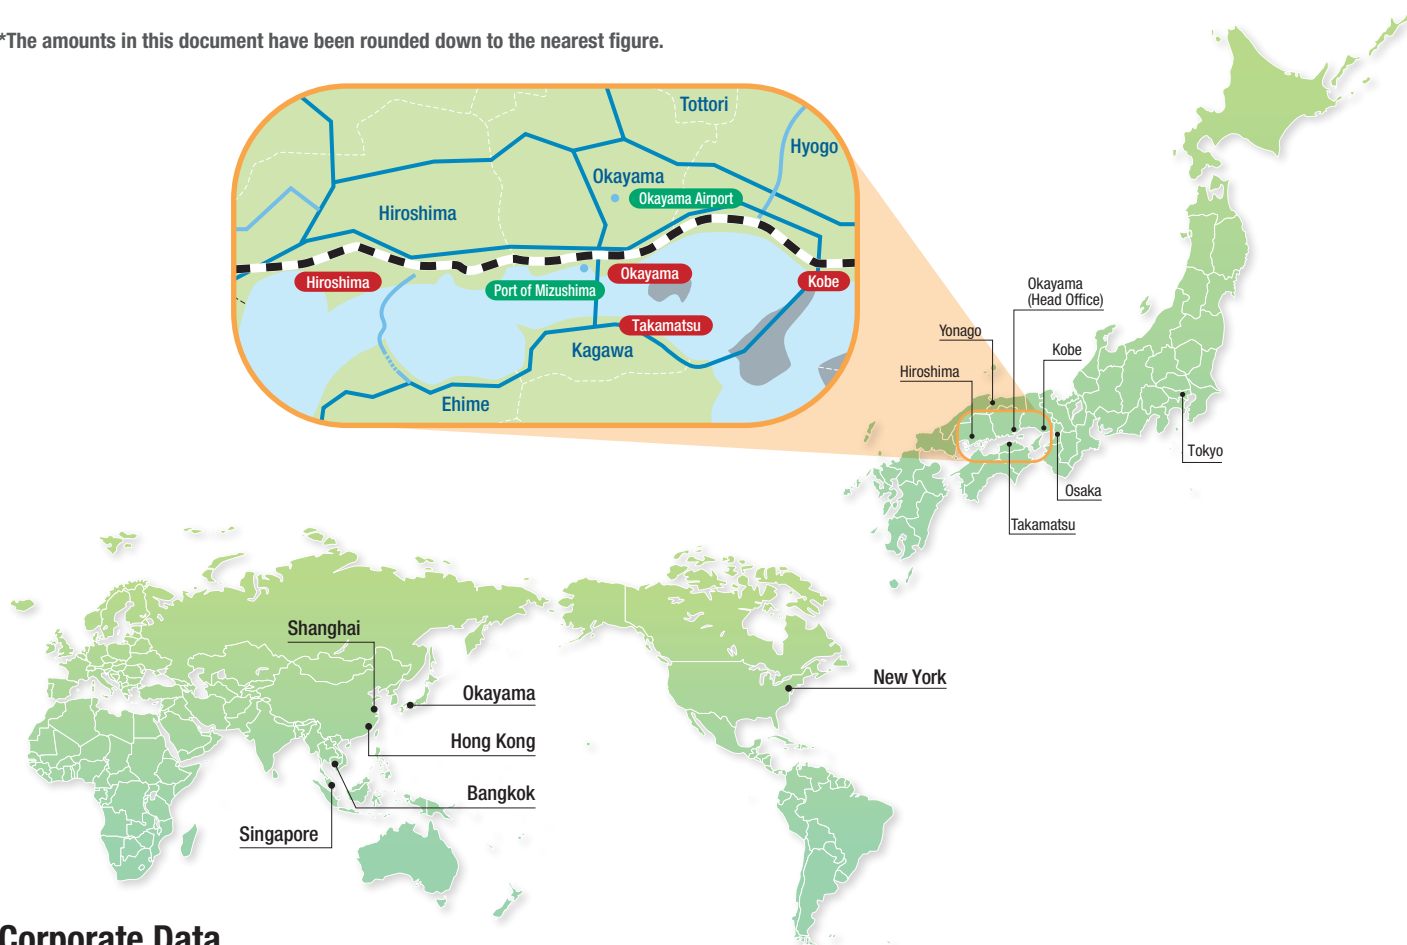 *The amounts in this document have been rounded down to the nearest figure.
Tottori
Hyogo
Okayama
Okayama Airport
Hiroshima
Hiroshima
Okayama
Kobe
Port of Mizushima
Takamatsu
Kagawa
Ehime
Okayama
(Head Office)
Yonago
Kobe
Hiroshima
Tokyo
Osaka
Takamatsu
Shanghai
New York
Okayama
Hong Kong
Bangkok
Singapore
Corporate Data